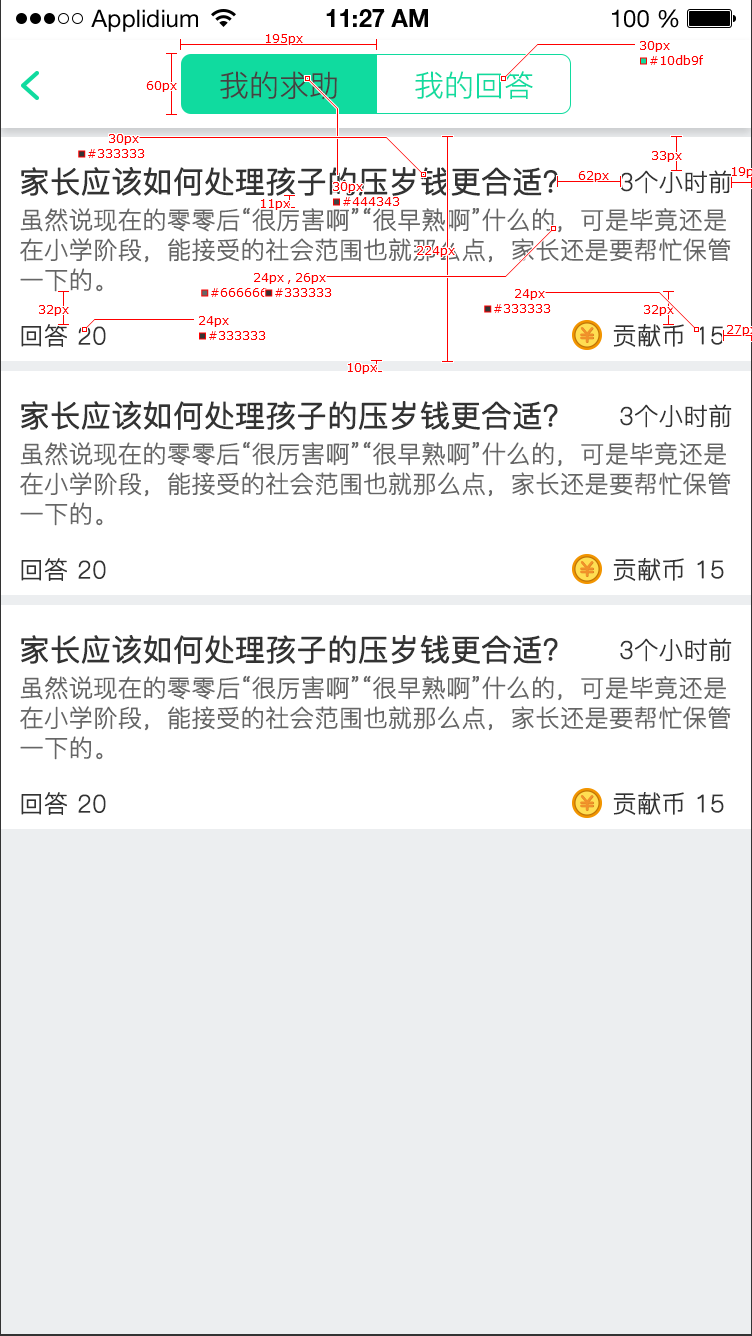 Applidium 11:27 AM 100 %
195px
30px
#10db9f
60px
我的求助 我的回答
30px
#333333
33px
家长应该如何处理孩子的压岁钱更合适？ 62px 3个小时前 19p
30px
#444343
11px
虽然说现在的零零后“很厉害啊”“很早熟啊”什么的，可是毕竟还是
在小学阶段，能接受的社会范围也就那么点，家长还是要帮忙保管
224px
一下的。
24px , 26px
#666666 #333333
24px
#333333
32px
32px
24px
#333333
回答 20 贡献币 15 27p
10px
家长应该如何处理孩子的压岁钱更合适？ 3个小时前
虽然说现在的零零后“很厉害啊”“很早熟啊”什么的，可是毕竟还是
在小学阶段，能接受的社会范围也就那么点，家长还是要帮忙保管
一下的。
回答 20 贡献币 15
家长应该如何处理孩子的压岁钱更合适？ 3个小时前
虽然说现在的零零后“很厉害啊”“很早熟啊”什么的，可是毕竟还是
在小学阶段，能接受的社会范围也就那么点，家长还是要帮忙保管
一下的。
回答 20 贡献币 15